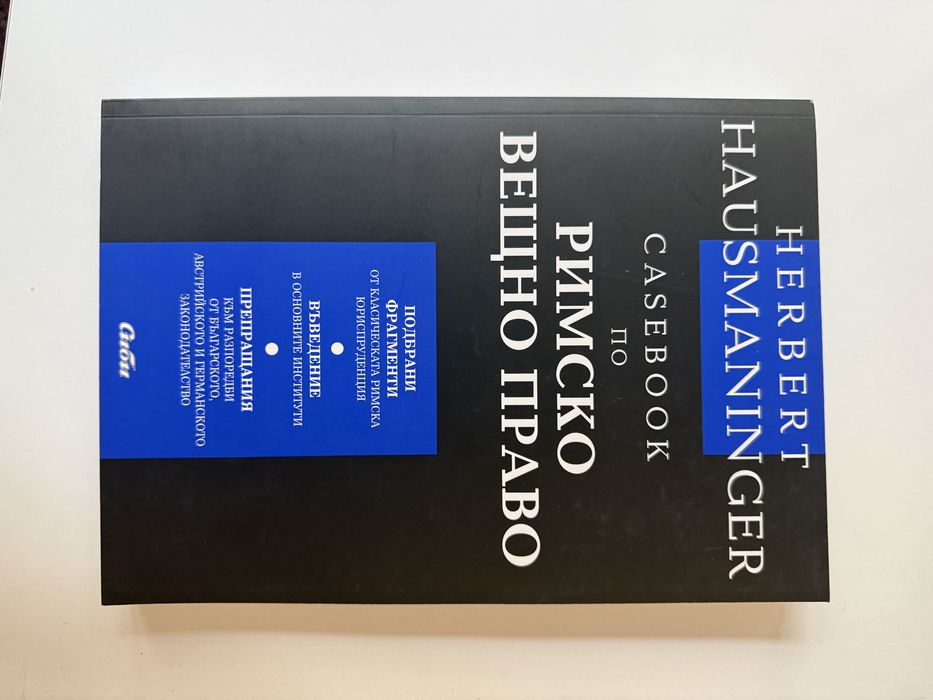 HERBERT
HAUSMANINGER
CASEBOOK
ПО
РИМСКО
ВЕЩНО ПРАВО
ПОДБРАНИ
ФРАГМЕНТИ
ОТ КЛАСИЧЕСКАТА РИМСКА
ЮРИСПРУДЕНЦИЯ
ВЪВЕДЕНИЕ
В ОСНОВНИТЕ ИНСТИТУТИ
ПРЕПРАЩАНИЯ
КЪМ РАЗПОРЕДБИ
ОТ БЪЛГАРСКОТО,
АВСТРИЙСКОТО И ГЕРМАНСКОТО
ЗАКОНОДАТЕЛСТВО
Сиби